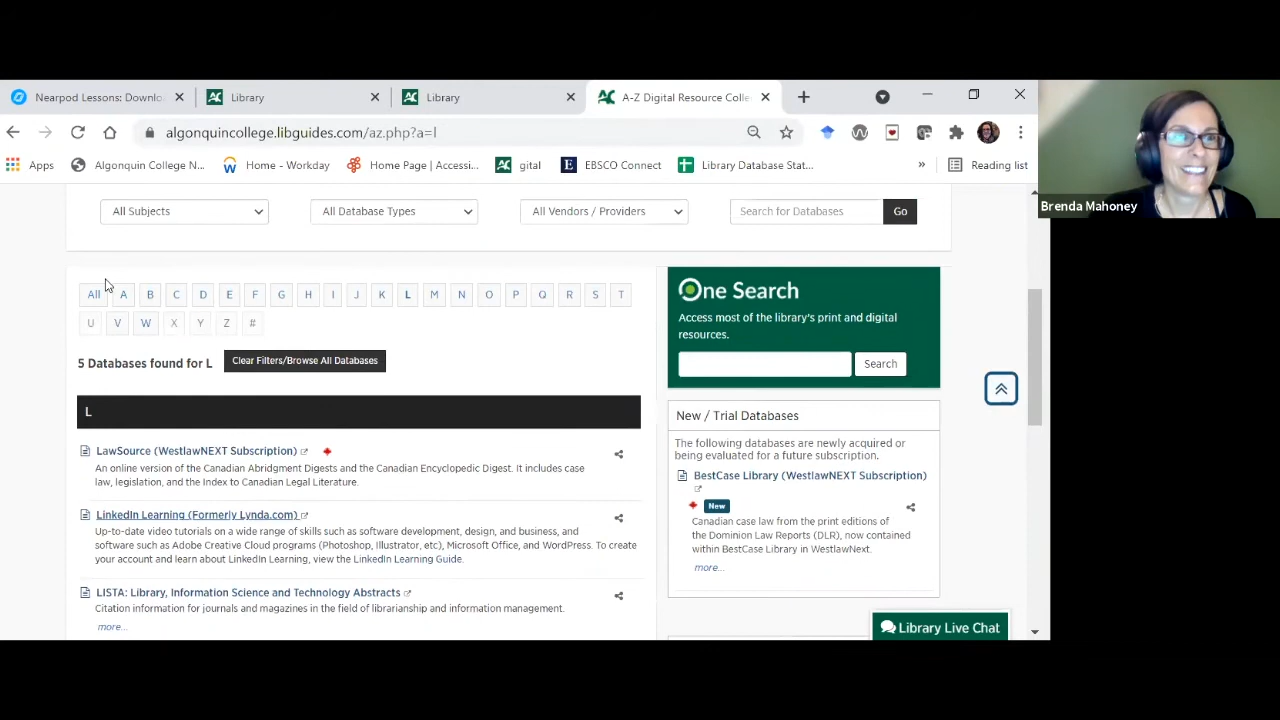 Nearpod Lessons: Downlo
Library
Library
A-Z Digital Resource Colle
algonquincollege.libguides.com/az.php?a=l
Apps
Algonquin College N...
Home - Workday
Home Page | Accessi...
AC gital
EBSCO Connect
Library Database Stat...
»
Reading list
Brenda Mahoney
All Subjects
All Database Types
All Vendors / Providers
Search for Databases
Go
All A B C D E F G H I J K L M N O P Q R S T
U V W X Y Z #
5 Databases found for L
Clear Filters/Browse All Databases
L
LawSource (WestlawNEXT Subscription)
An online version of the Canadian Abridgment Digests and the Canadian Encyclopedic Digest. It includes case
law, legislation, and the Index to Canadian Legal Literature.
LinkedIn Learning (Formerly Lynda.com)
Up-to-date video tutorials on a wide range of skills such as software development, design, and business, and
software such as Adobe Creative Cloud programs (Photoshop, Illustrator, etc), Microsoft Office, and WordPress. To create
your account and learn about LinkedIn Learning, view the LinkedIn Learning Guide.
LISTA: Library, Information Science and Technology Abstracts
Citation information for journals and magazines in the field of librarianship and information management.
more...
One Search
Access most of the library's print and digital
resources.
Search
New / Trial Databases
The following databases are newly acquired or
being evaluated for a future subscription.
BestCase Library (WestlawNEXT Subscription)
New
Canadian case law from the print editions of
the Dominion Law Reports (DLR), now contained
within BestCase Library in WestlawNext.
more...
Library Live Chat